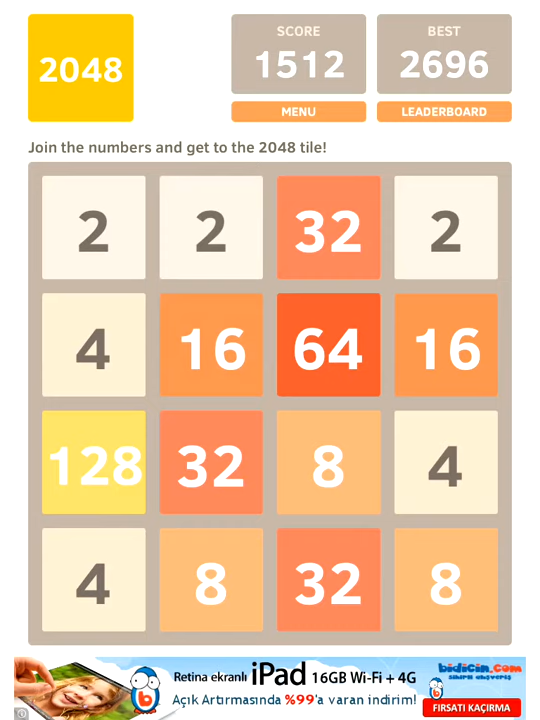 2048
SCORE
1512
BEST
2696
MENU
LEADERBOARD
Join the numbers and get to the 2048 tile!
2 2 32 2
4 16 64 16
128 32 8 4
4 8 32 8
Retina ekranlı iPad 16GB Wi-Fi + 4G
Açık Artırmasında %99'a varan indirim!
bidicin.com
sihirli alışveriş
FIRSATI KAÇIRMA